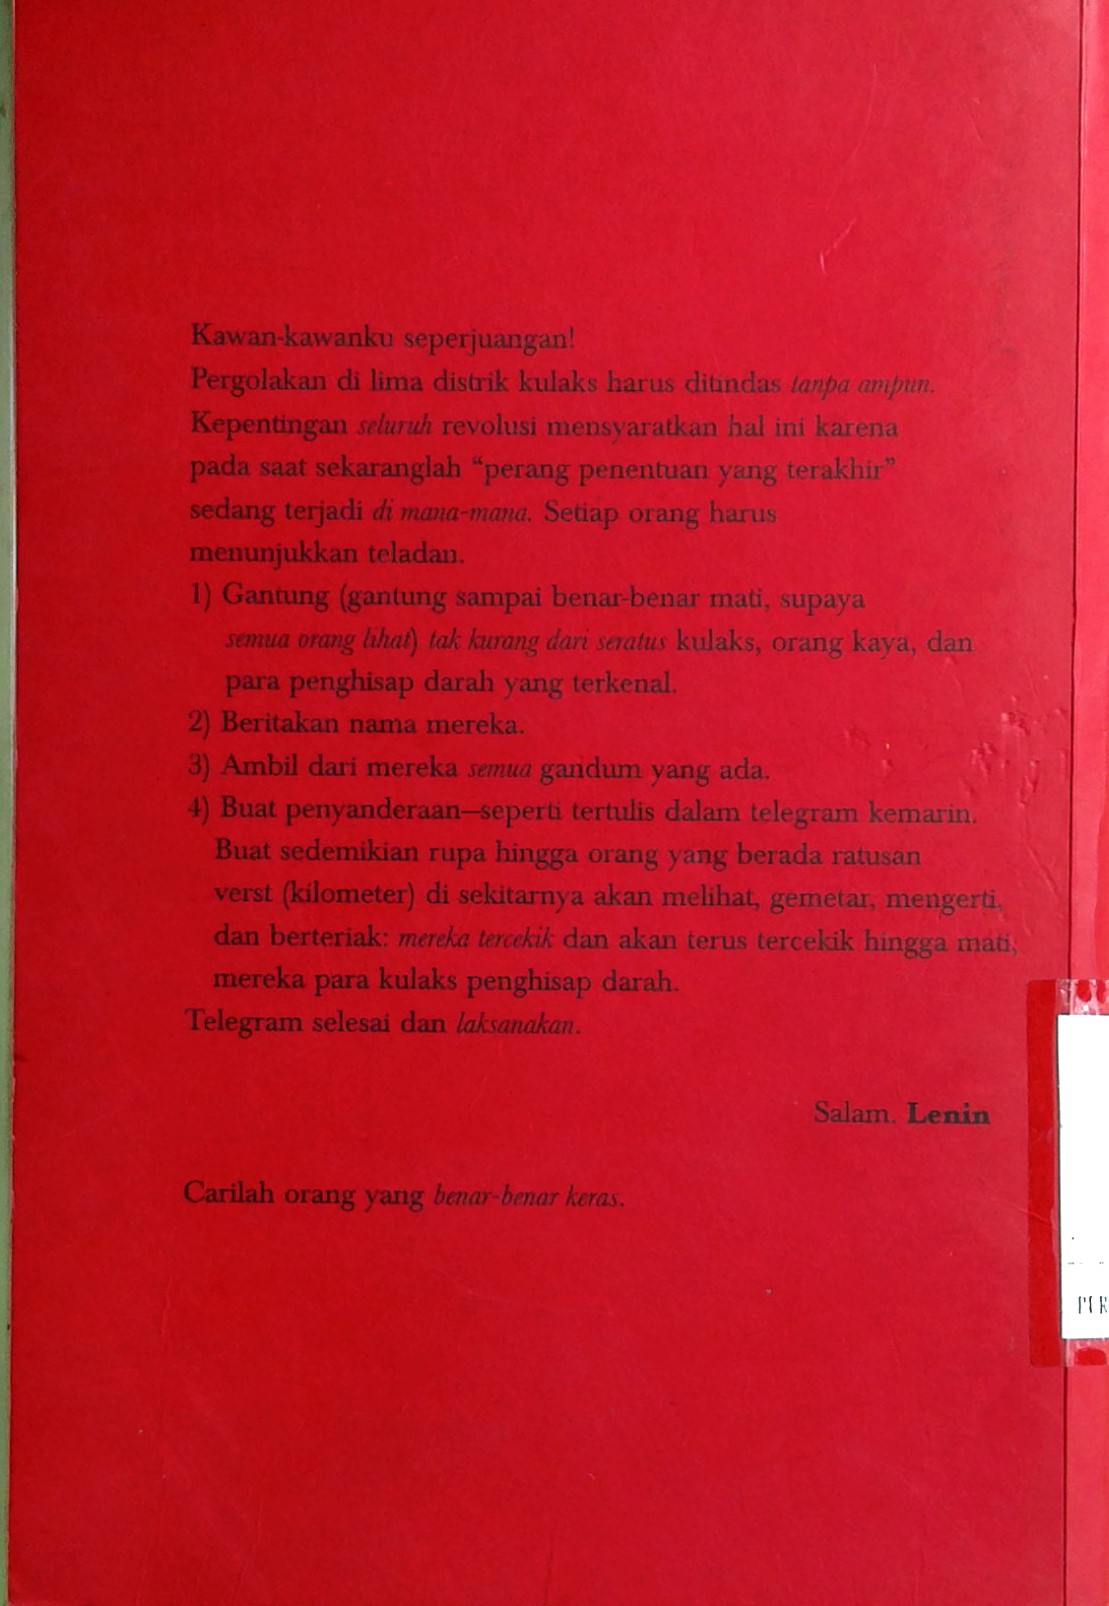 Kawan-kawanku seperjuangan!
Pergolakan di lima distrik kulaks harus ditindas tanpa ampun.
Kepentingan seluruh revolusi mensyaratkan hal ini karena
pada saat sekaranglah “perang penentuan yang terakhir”
sedang terjadi di mana-mana. Setiap orang harus
menunjukkan teladan.
1) Gantung (gantung sampai benar-benar mati, supaya
semua orang lihat) tak kurang dari seratus kulaks, orang kaya, dan
para penghisap darah yang terkenal.
2) Beritakan nama mereka.
3) Ambil dari mereka semua gandum yang ada.
4) Buat penyanderaan—seperti tertulis dalam telegram kemarin.
Buat sedemikian rupa hingga orang yang berada ratusan
verst (kilometer) di sekitarnya akan melihat, gemetar, mengerti,
dan berteriak: mereka tercekik dan akan terus tercekik hingga mati,
mereka para kulaks penghisap darah.
Telegram selesai dan laksanakan.
Salam. Lenin
Carilah orang yang benar-benar keras.